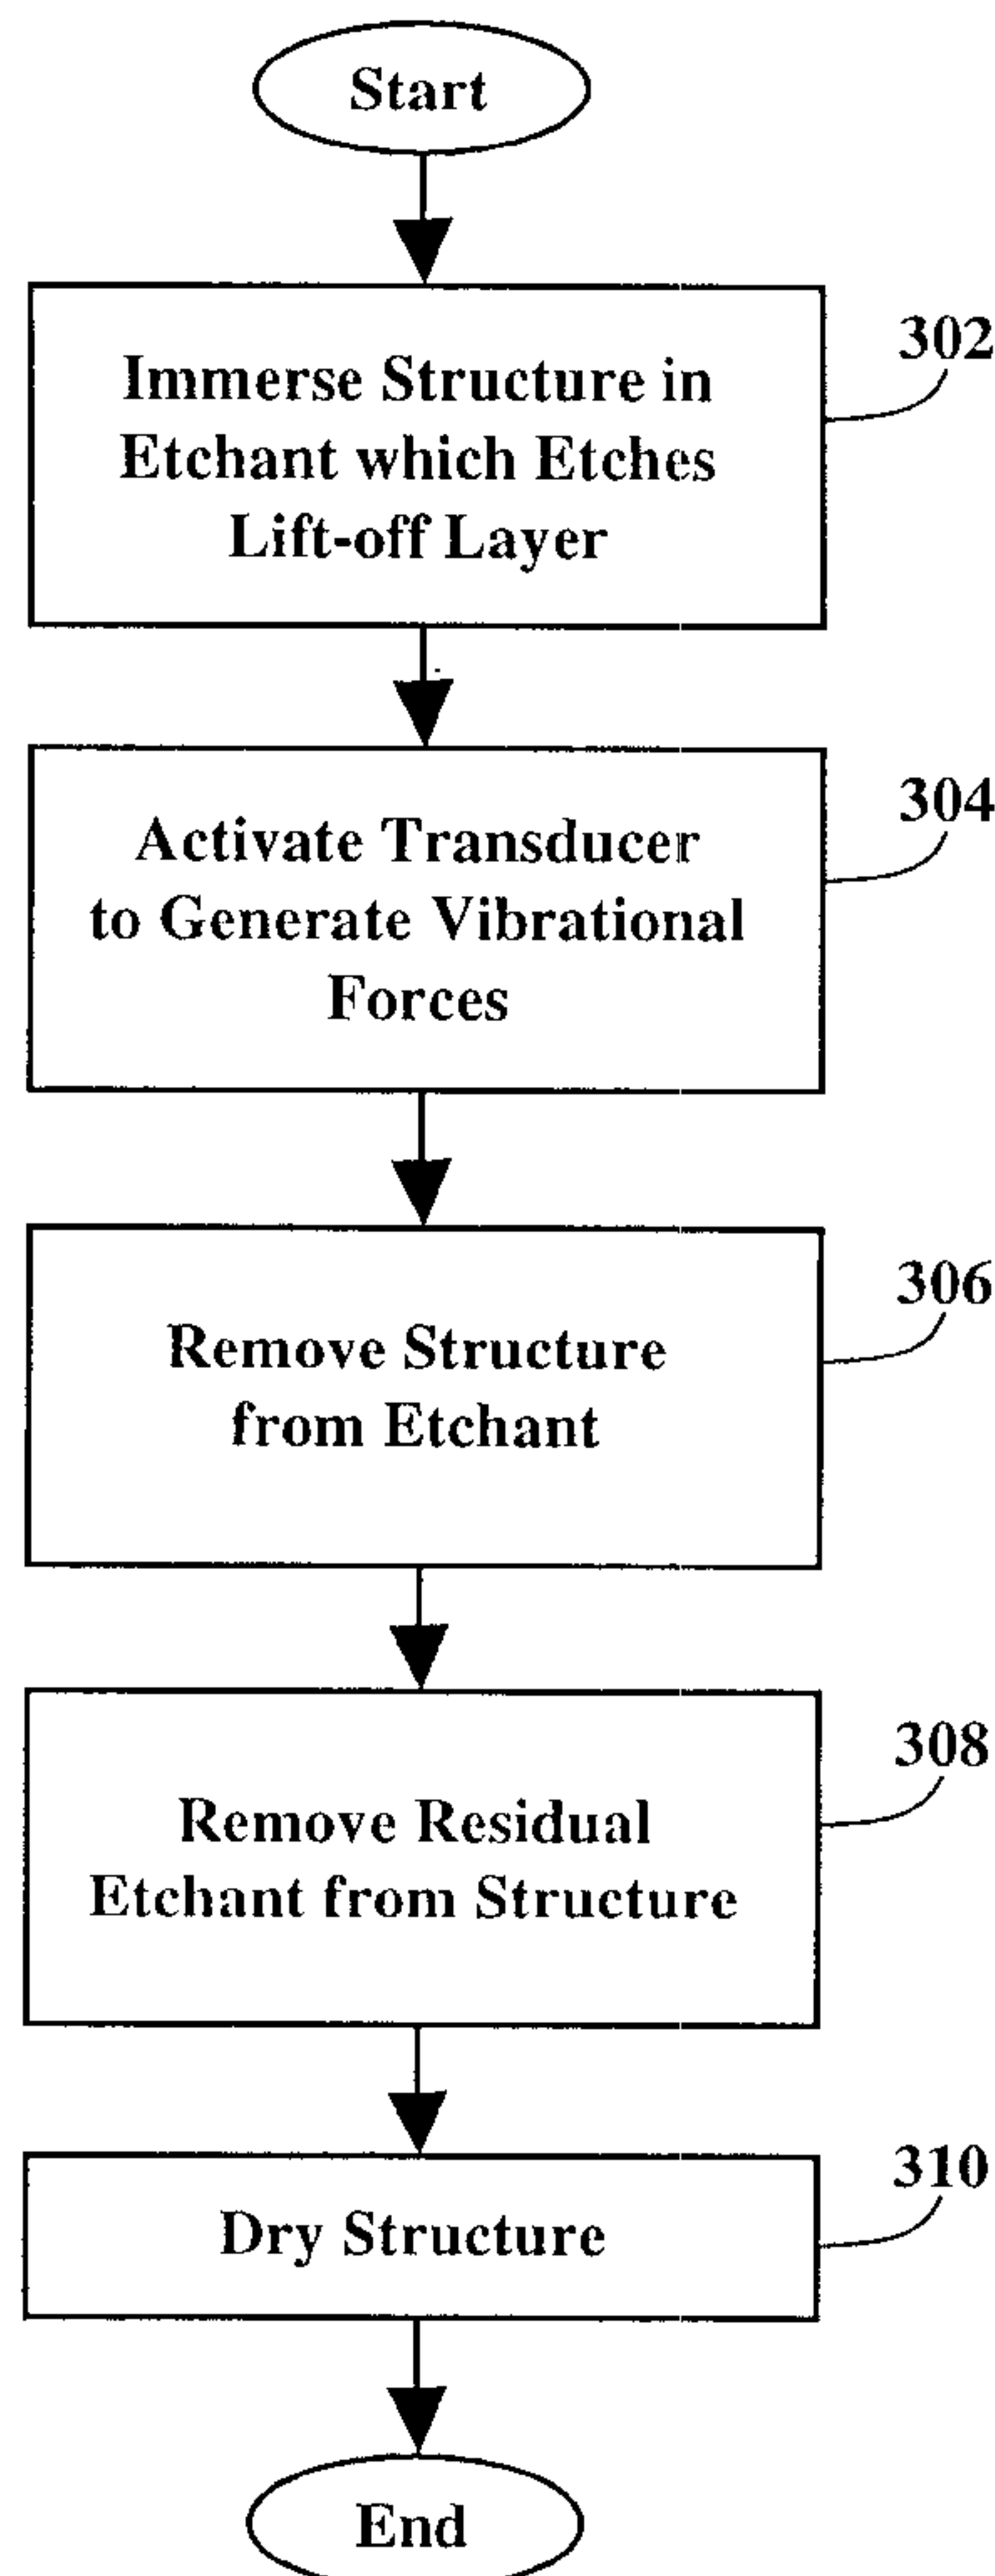 Start
302
Immerse Structure in
Etchant which Etches
Lift-off Layer
304
Activate Transducer
to Generate Vibrational
Forces
306
Remove Structure
from Etchant
308
Remove Residual
Etchant from Structure
310
Dry Structure
End